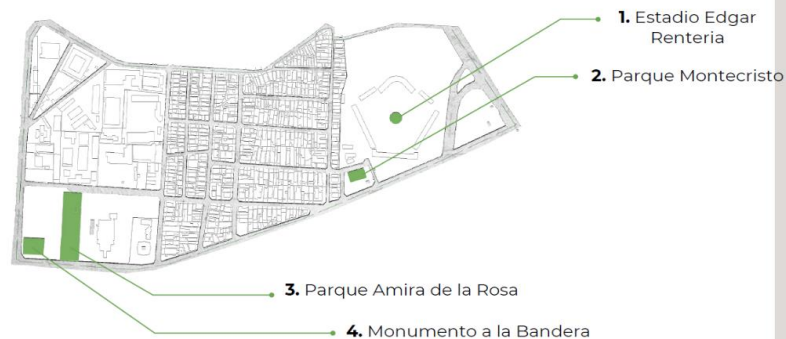 1. Estadio Edgar
Renteria
2. Parque Montecristo
3. Parque Amira de la Rosa
4. Monumento a la Bandera